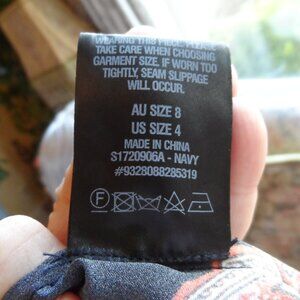 WEARING THIS PIECE. PLEASE
TAKE CARE WHEN CHOOSING
GARMENT SIZE. IF WORN TOO
TIGHTLY, SEAM SLIPPAGE
WILL OCCUR.
AU SIZE 8
US SIZE 4
MADE IN CHINA
S1720906A - NAVY
#9328088285319
F